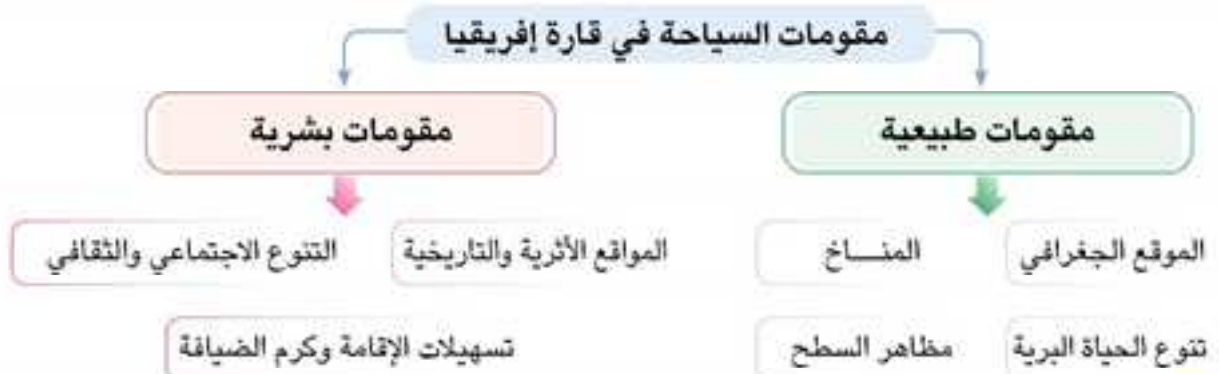 مقومات السياحة في قارة إفريقيا
مقومات طبيعية
الموقع الجغرافي
المنـــاخ
تنوع الحياة البرية
مظاهر السطح
مقومات بشرية
المواقع الأثرية والتاريخية
التنوع الاجتماعي والثقافي
تسهيلات الإقامة وكرم الضيافة